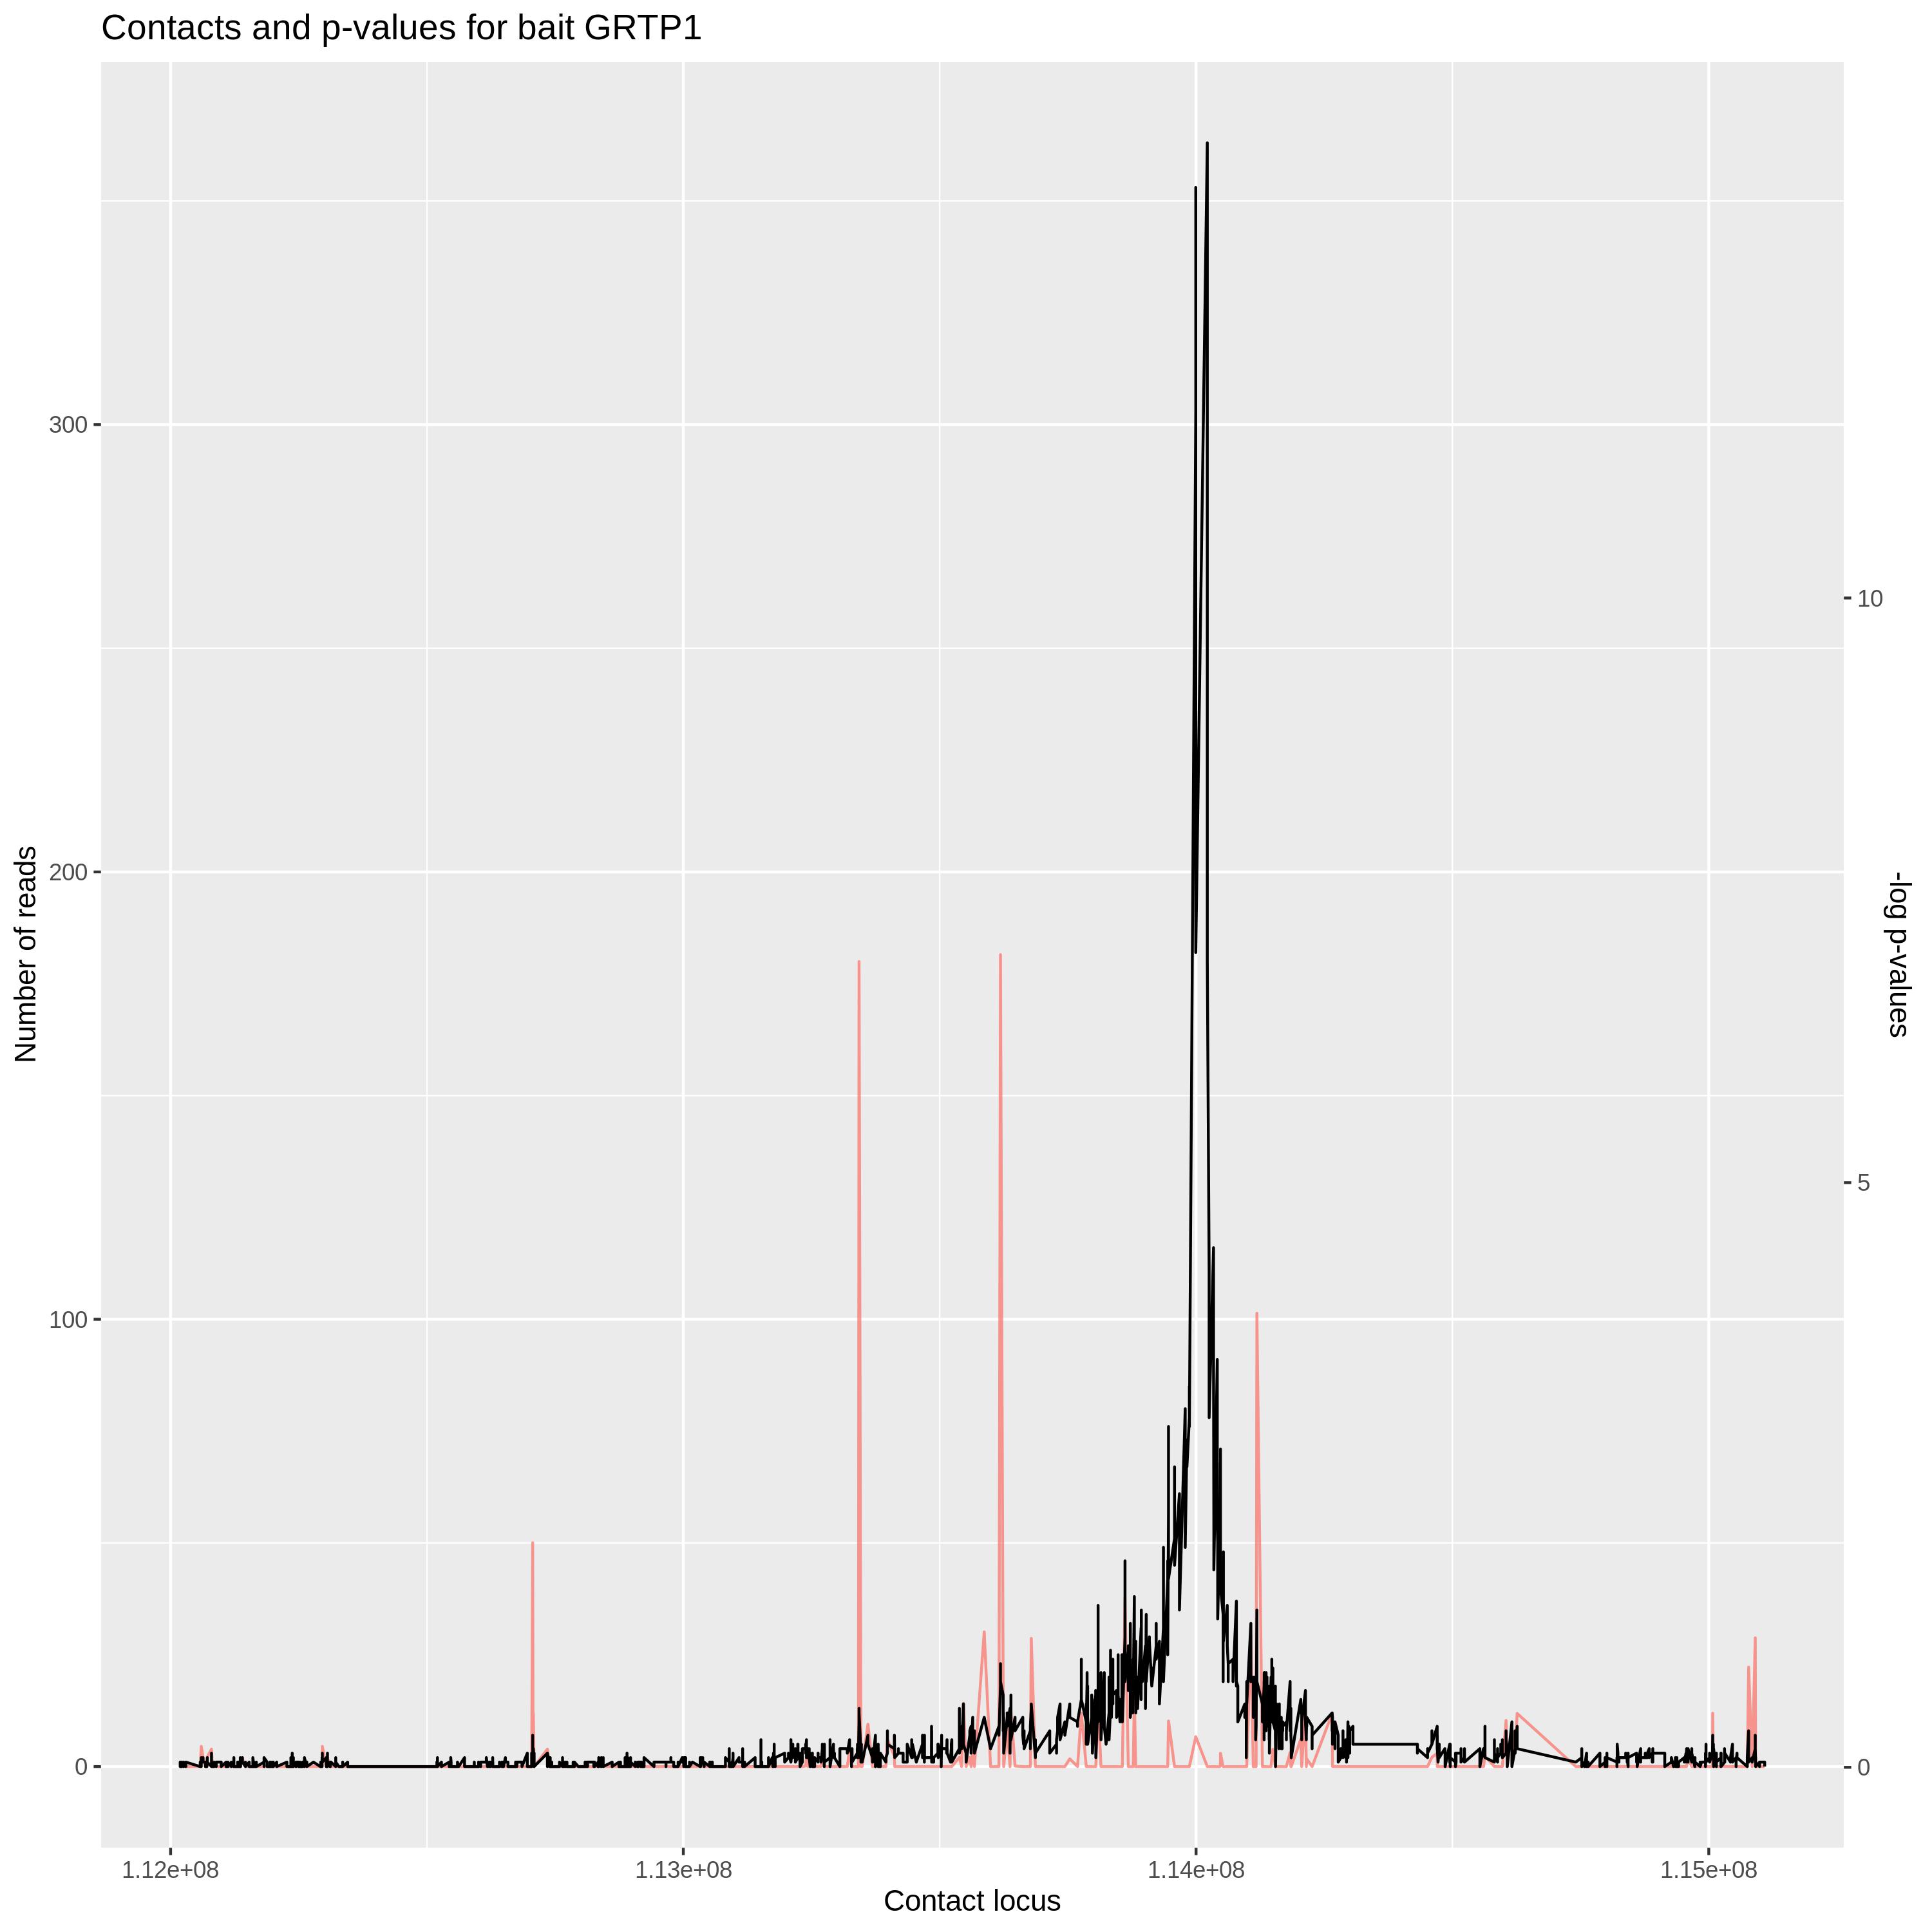 Contacts and p-values for bait GRTP1
300
200
100
0
Number of reads
10
5
0
-log p-values
1.12e+08
1.13e+08
1.14e+08
1.15e+08
Contact locus